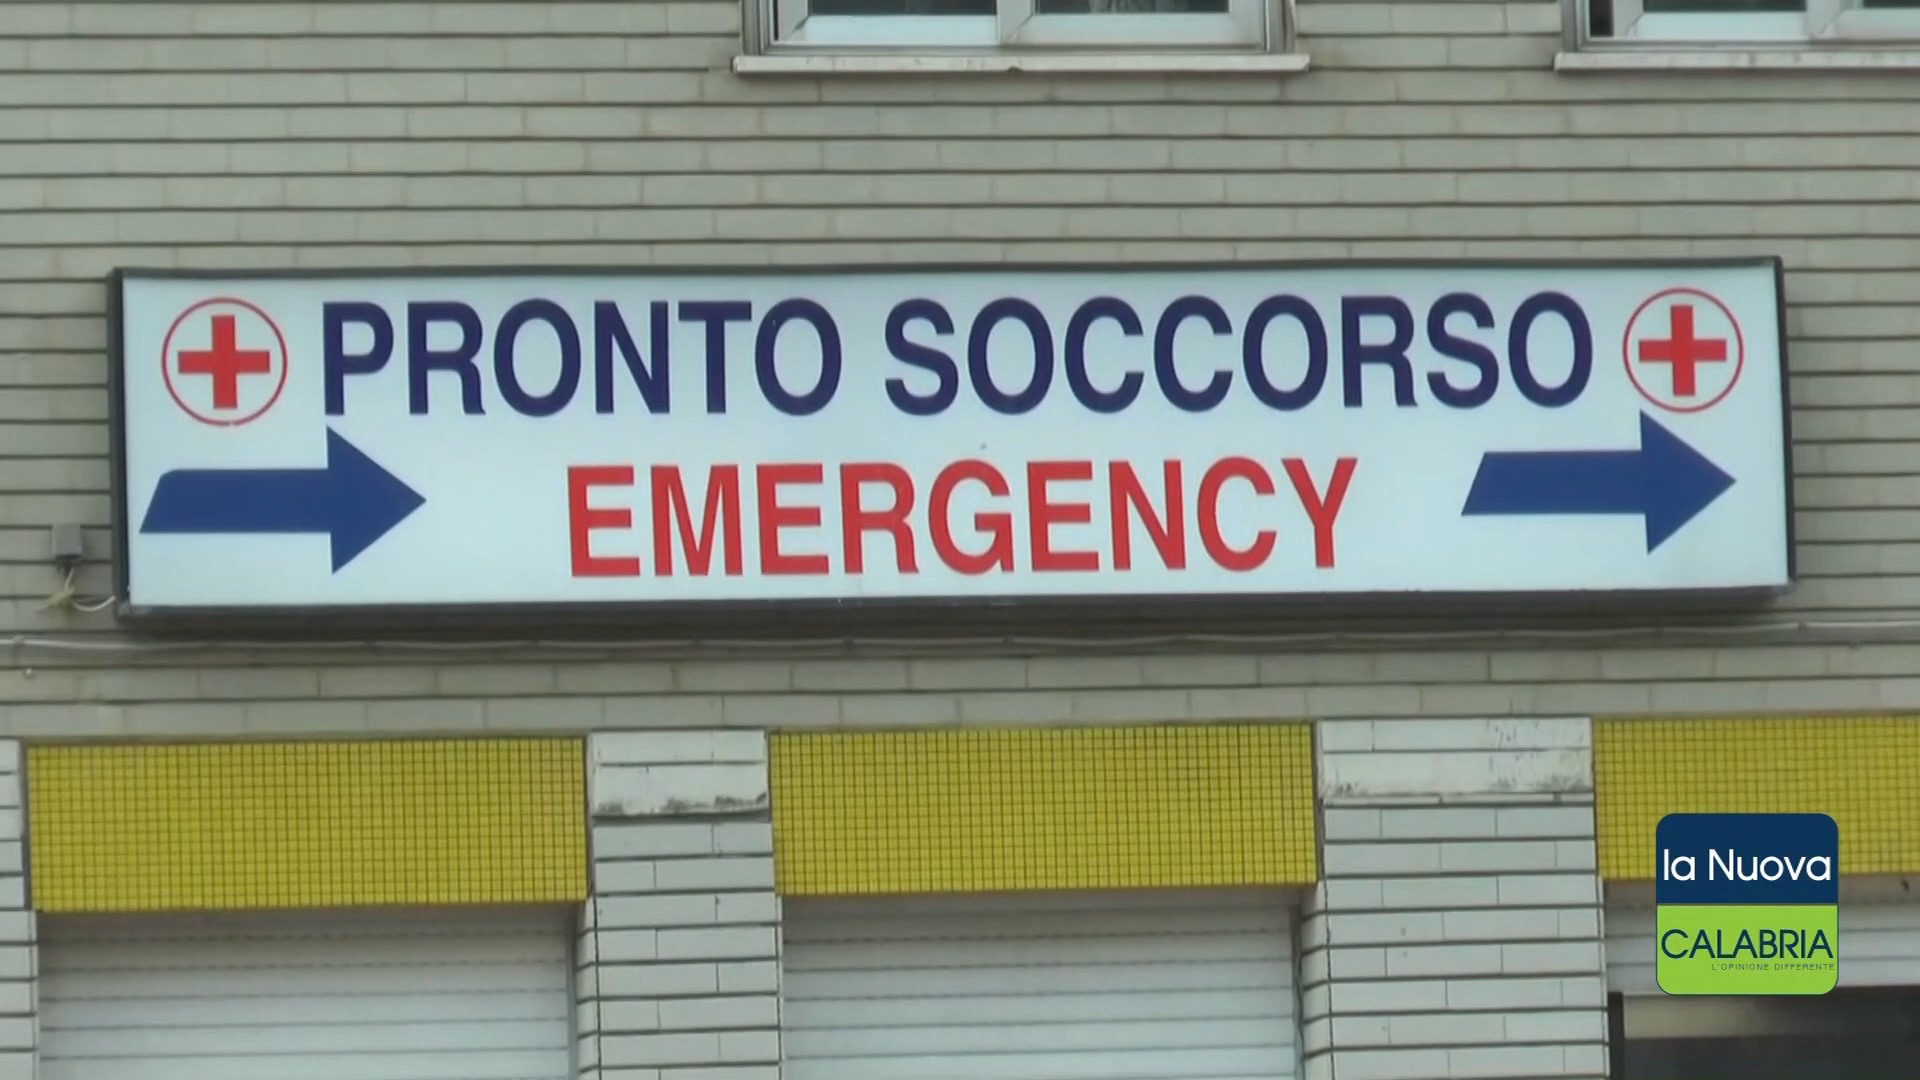 PRONTO SOCCORSO
EMERGENCY
la Nuova
CALABRIA
L'OPINIONE DIFFERENTE